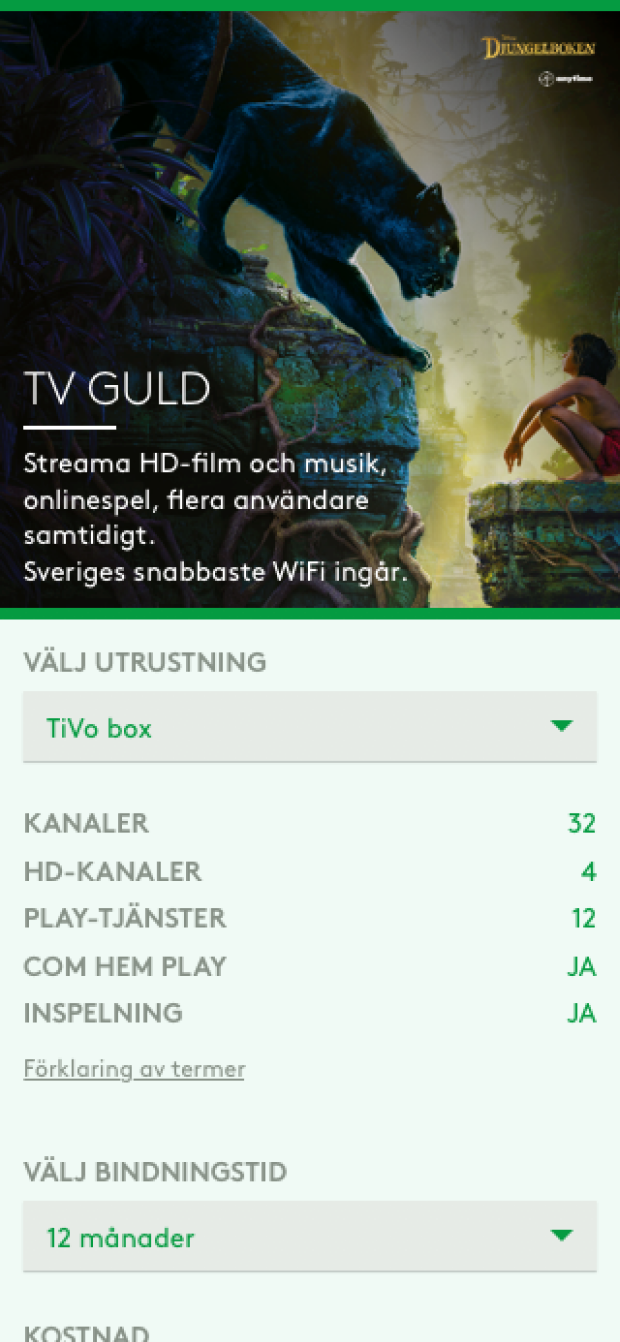 DJUNGELBOKEN
TV GULD
Streama HD-film och musik,
onlinespel, flera användare
samtidigt.
Sveriges snabbaste WiFi ingår.
VÄLJ UTRUSTNING
TiVo box
KANALER 32
HD-KANALER 4
PLAY-TJÄNSTER 12
COM HEM PLAY JA
INSPELNING JA
Förklaring av termer
VÄLJ BINDNINGSTID
12 månader
KOSTNAD